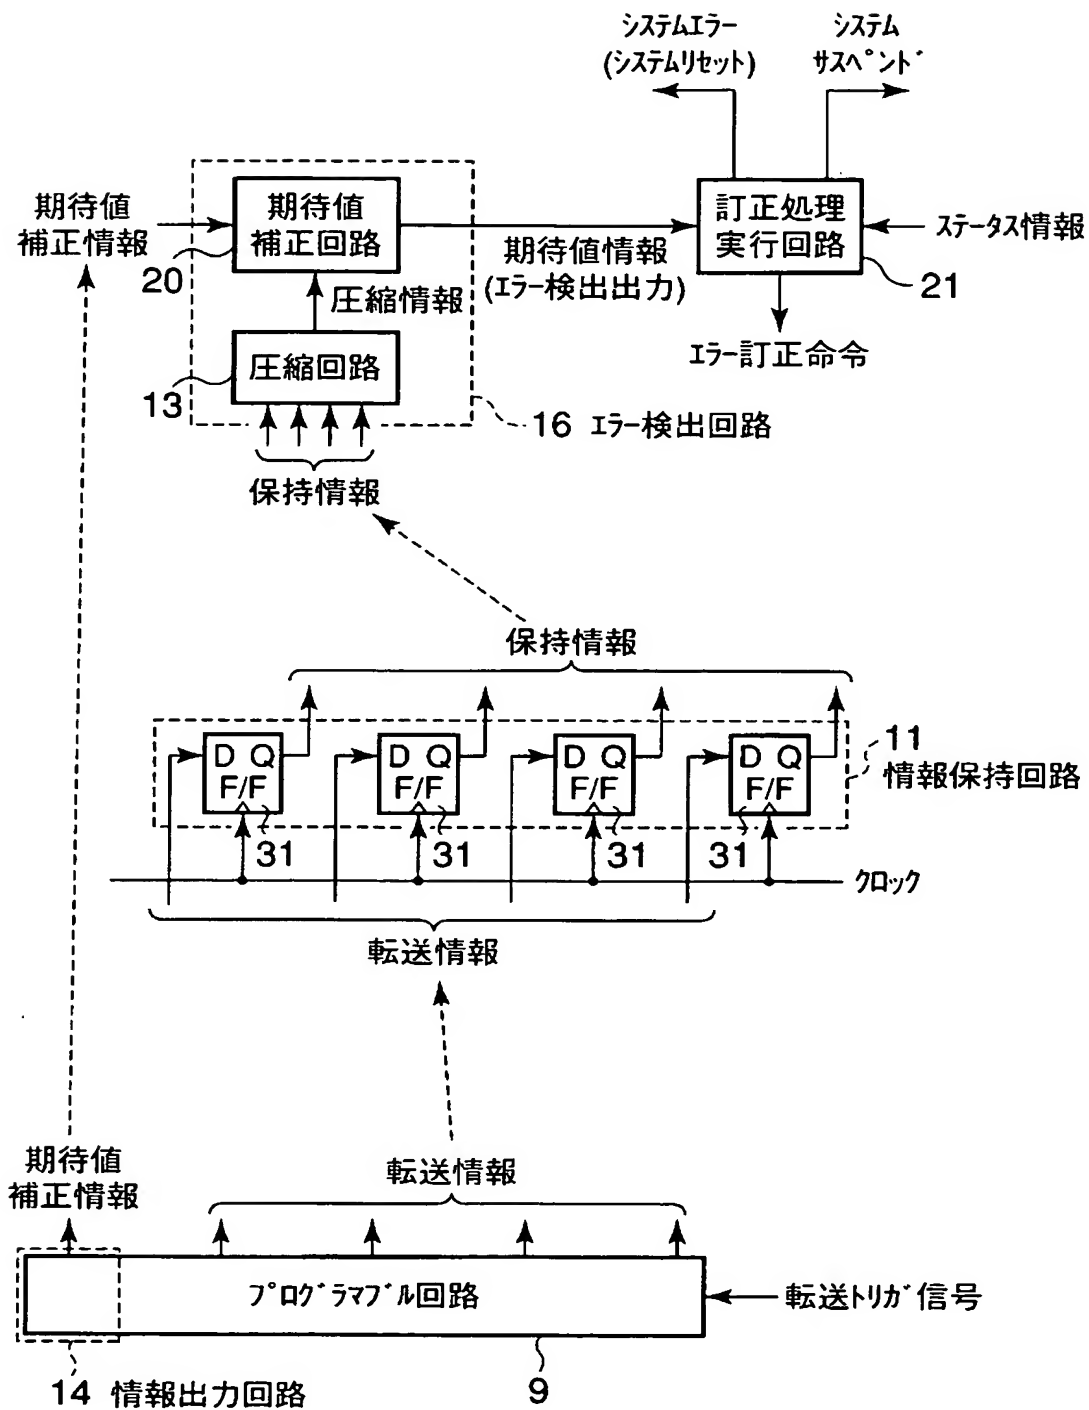 システムエラー
(システムリセット)
システム
サスペンド
期待値
補正情報
期待値
補正回路
20
期待値情報
(エラー検出出力)
訂正処理
実行回路
ステータス情報
21
圧縮情報
圧縮回路
13
エラー訂正命令
16 エラー検出回路
保持情報
保持情報
D Q
F/F
D Q
F/F
D Q
F/F
D Q
F/F
11
情報保持回路
31
31
31
31
クロック
転送情報
期待値
補正情報
転送情報
プログラマブル回路
転送トリガ信号
14 情報出力回路
9